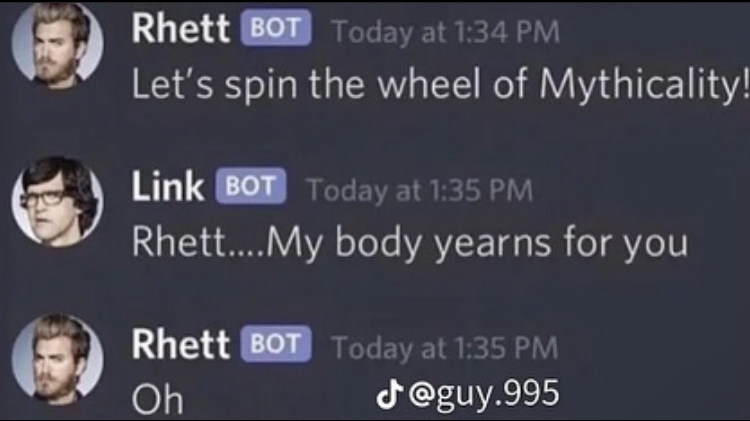 Rhett BOT Today at 1:34 PM
Let's spin the wheel of Mythicality!
Link BOT Today at 1:35 PM
Rhett....My body yearns for you
Rhett BOT Today at 1:35 PM
Oh
@guy.995